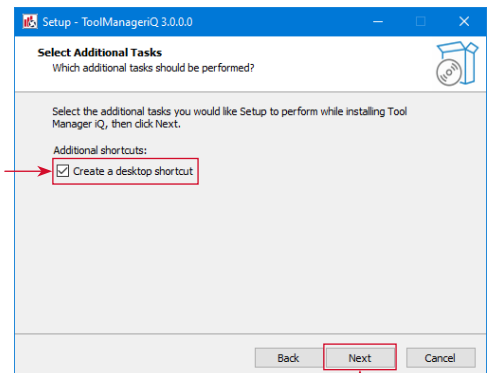 Setup - ToolManageriQ 3.0.0.0
Select Additional Tasks
Which additional tasks should be performed?
Select the additional tasks you would like Setup to perform while installing Tool
Manager iQ, then click Next.
Additional shortcuts:
Create a desktop shortcut
Back Next Cancel